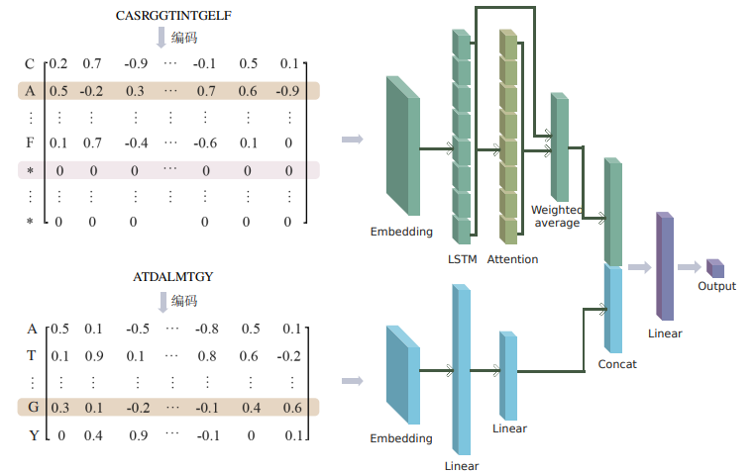 CASRGGTINTGELF
编码
C 0.2 0.7 -0.9 ··· -0.1 0.5 0.1
A 0.5 -0.2 0.3 ··· 0.7 0.6 -0.9
⋮ ⋮ ⋮ ⋮ ⋮ ⋮ ⋮ ⋮
F 0.1 0.7 -0.4 ··· -0.6 0.1 0
* 0 0 0 ··· 0 0 0
⋮ ⋮ ⋮ ⋮ ⋮ ⋮ ⋮ ⋮
* 0 0 0 0 0 0
Embedding
LSTM
Attention
Weighted
average
ATDALMTGY
编码
A 0.5 0.1 -0.5 ··· -0.8 0.5 0.1
T 0.1 0.9 0.1 ··· 0.8 0.6 -0.2
⋮ ⋮ ⋮ ⋮ ⋮ ⋮ ⋮ ⋮
G 0.3 0.1 -0.2 ··· -0.1 0.4 0.6
Y 0 0.4 0.9 ··· -0.1 0 0.1
Embedding
Linear
Linear
Concat
Linear
Output